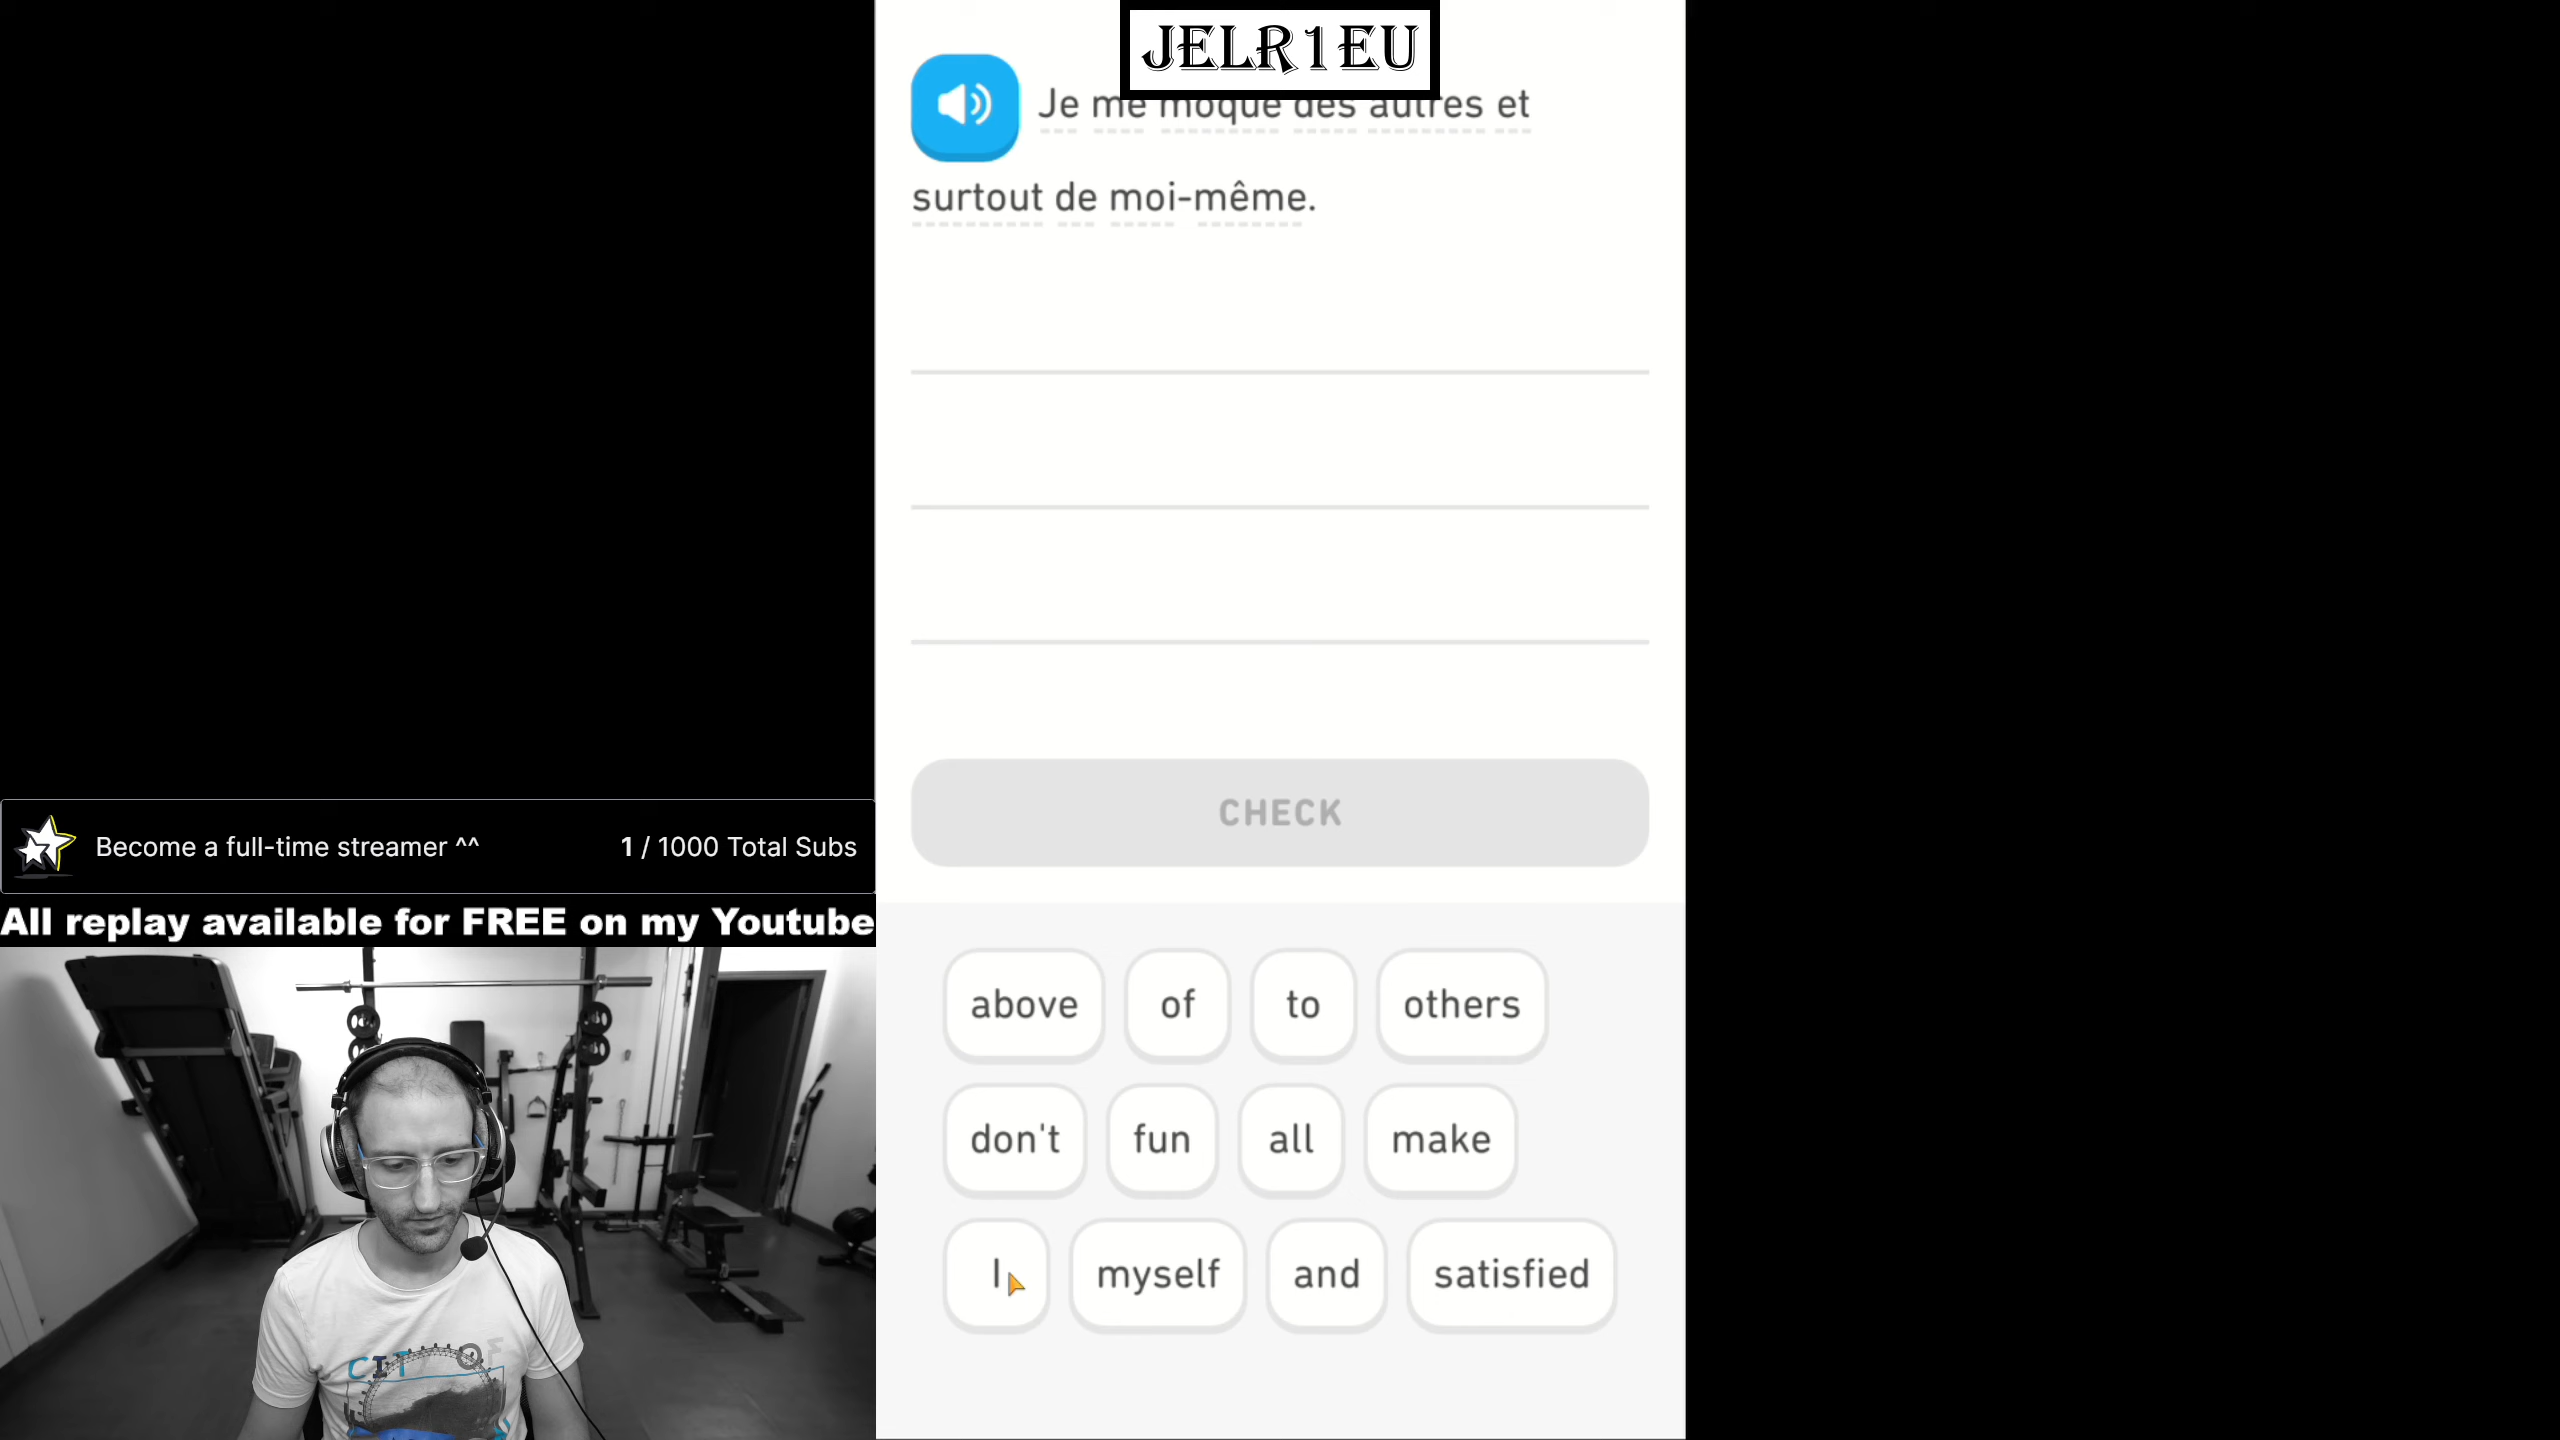 JELR1EU
Je me moque des autres et
surtout de moi-même.
CHECK
Become a full-time streamer ^^ 1 / 1000 Total Subs
All replay available for FREE on my Youtube
above of to others
don't fun all make
I myself and satisfied
CIT OF